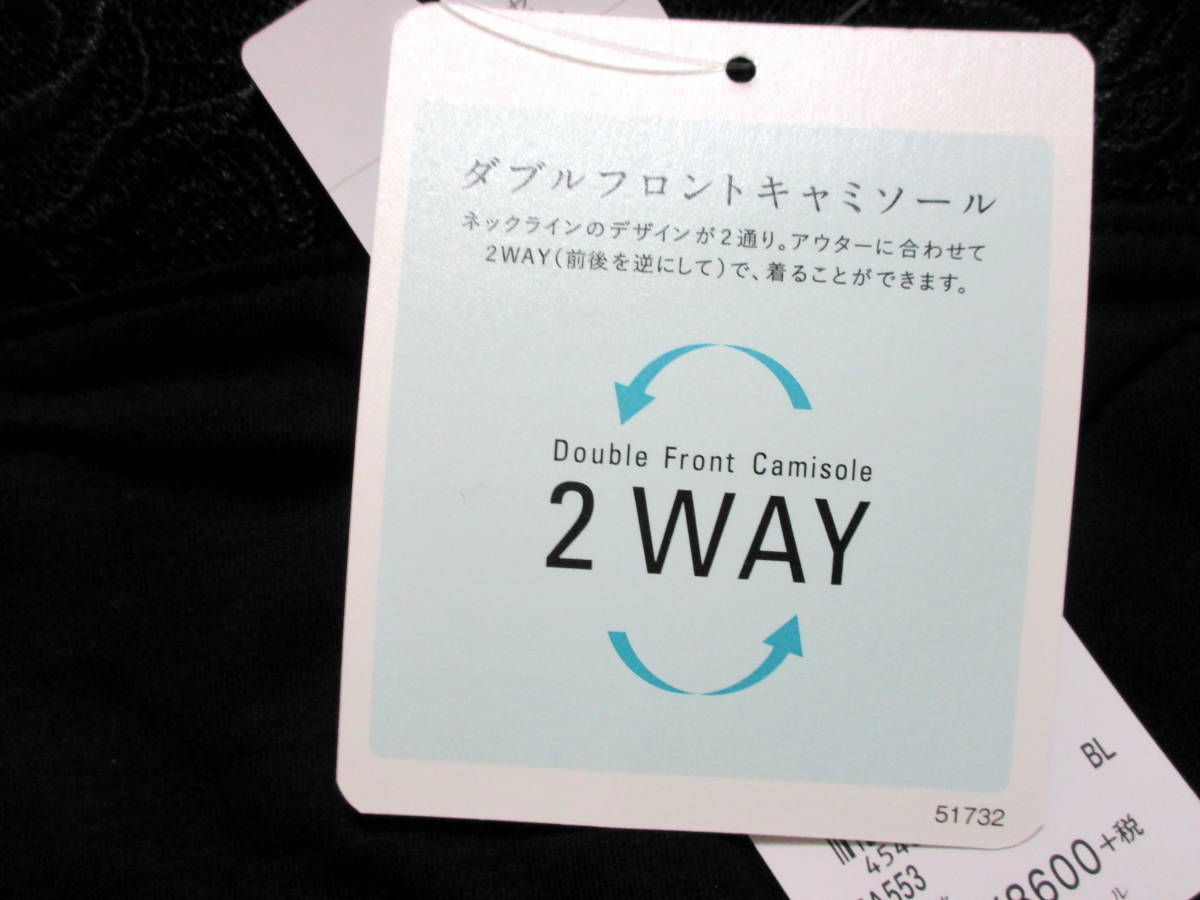 ダブルフロントキャミソール
ネックラインのデザインが2通り。アウターに合わせて
2WAY(前後を逆にして)で、着ることができます。
Double Front Camisole
2 WAY
51732
BL
8600+税